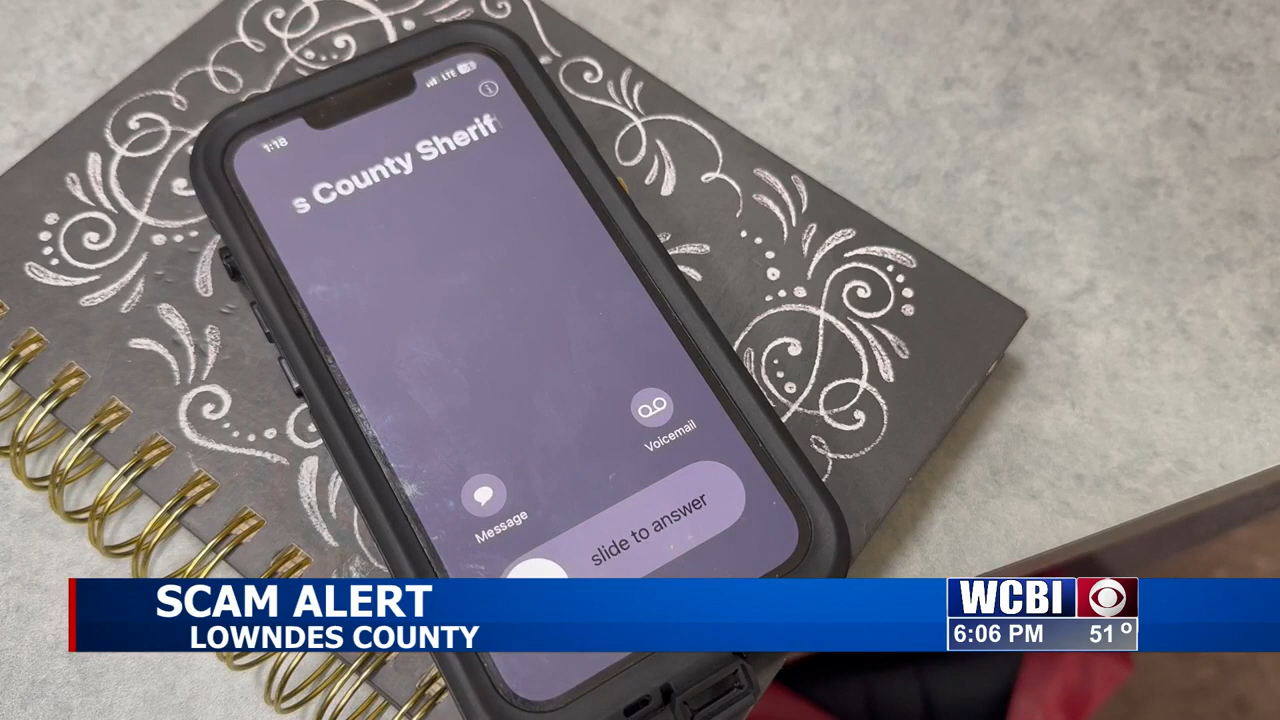 LTE
1:18
s County Sherif
Voicemail
Message
slide to answer
SCAM ALERT
LOWNDES COUNTY
WCBI
6:06 PM 51°